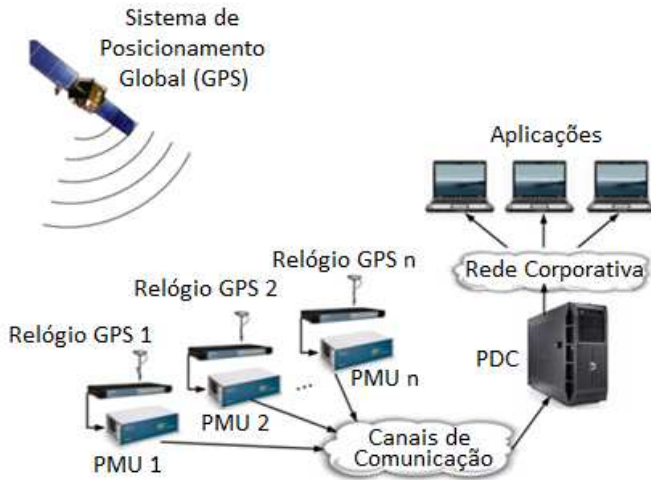 Sistema de
Posicionamento
Global (GPS)
Aplicações
Rede Corporativa
Relógio GPS n
Relógio GPS 2
Relógio GPS 1
PDC
PMU n
PMU 2
PMU 1
...
Canais de
Comunicação